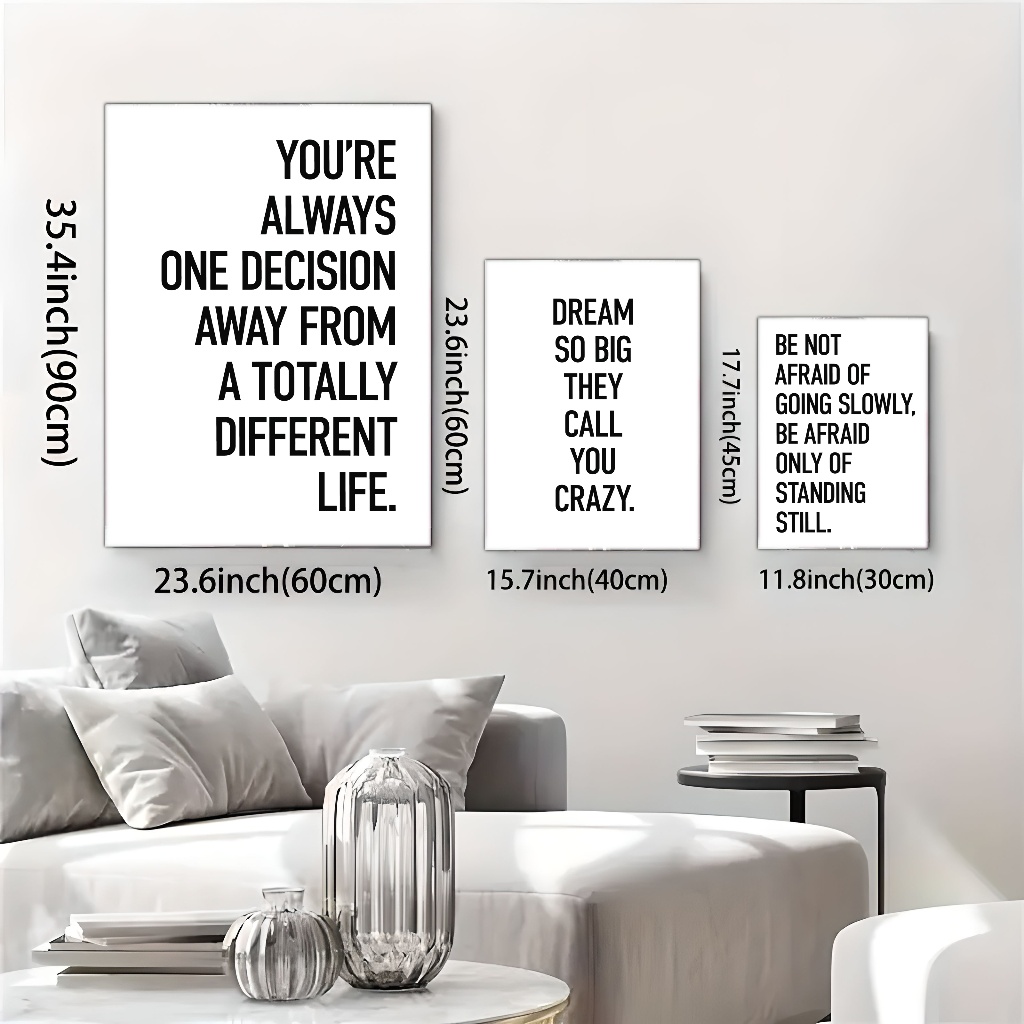 YOU'RE
ALWAYS
ONE DECISION
AWAY FROM
A TOTALLY
DIFFERENT
LIFE.
35.4inch(90cm)
23.6inch(60cm)
DREAM
SO BIG
THEY
CALL
YOU
CRAZY.
23.6inch(60cm)
15.7inch(40cm)
BE NOT
AFRAID OF
GOING SLOWLY,
BE AFRAID
ONLY OF
STANDING
STILL.
17.7inch(45cm)
11.8inch(30cm)